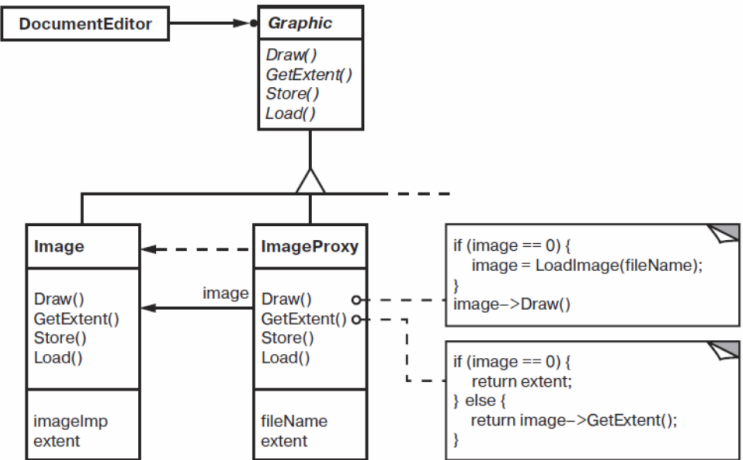 DocumentEditor
Graphic
Draw()
GetExtent()
Store()
Load()
Image
Draw()
GetExtent()
Store()
Load()
imageImp
extent
image
ImageProxy
Draw()
GetExtent()
Store()
Load()
fileName
extent
if (image == 0) {
image = LoadImage(fileName);
}
image->Draw()
if (image == 0) {
return extent;
} else {
return image->GetExtent();
}